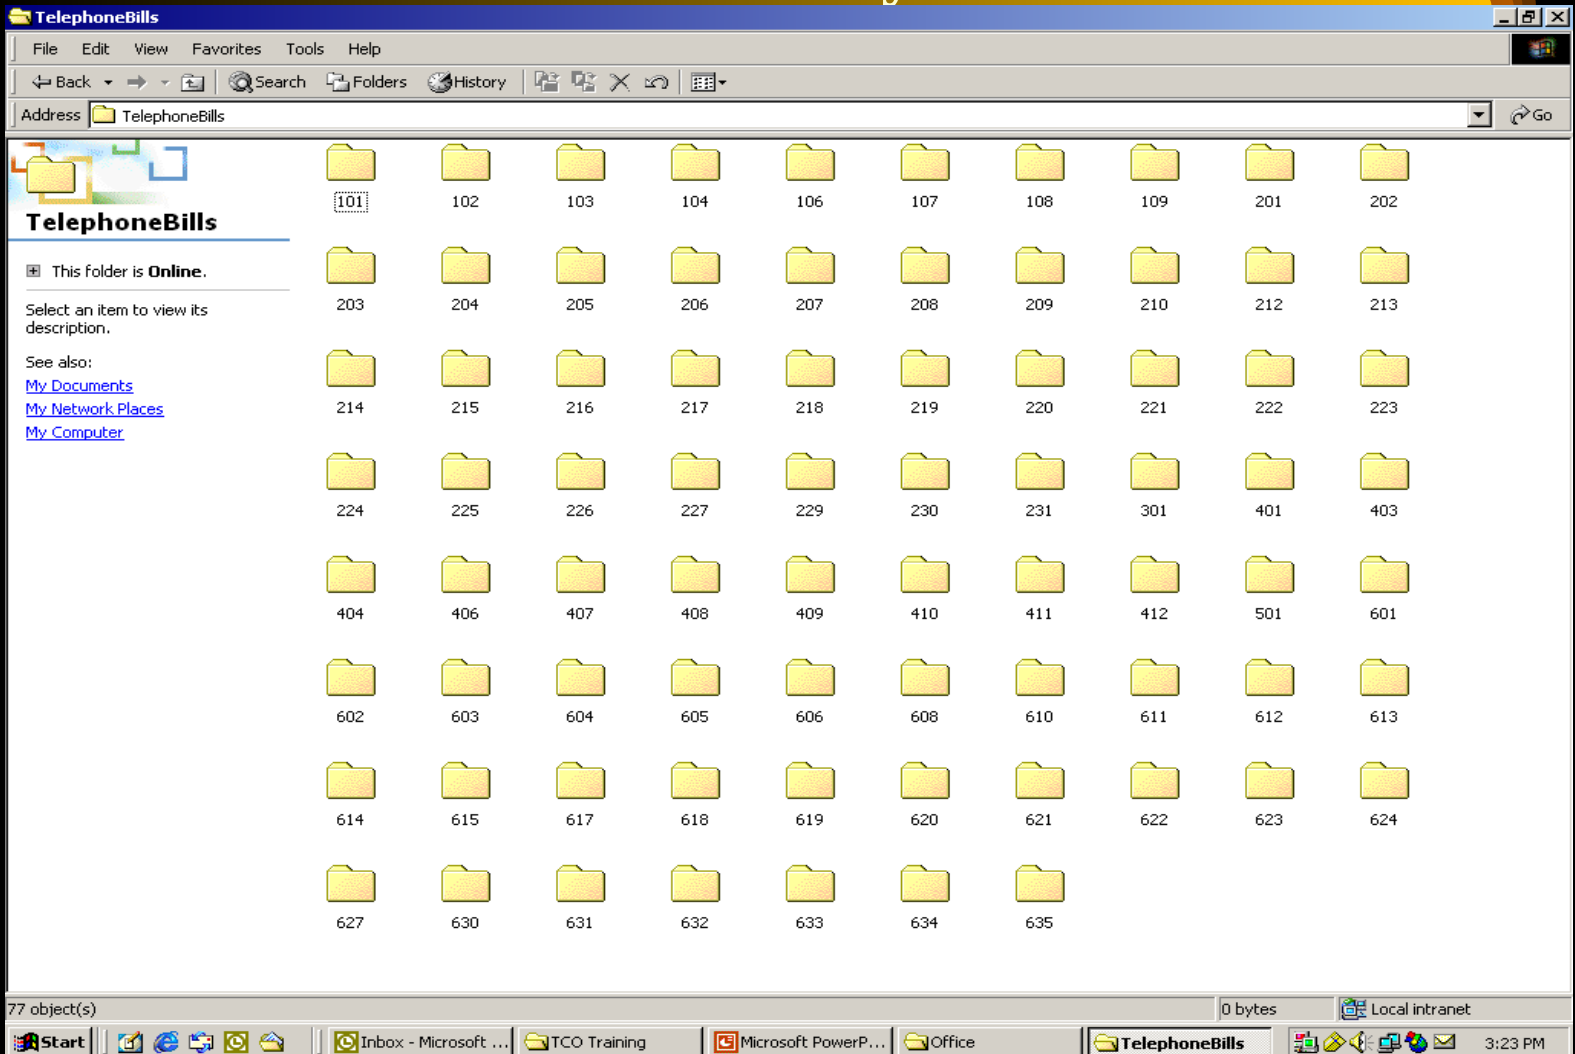 TelephoneBills
File Edit View Favorites Tools Help
Back Search Folders History
Address TelephoneBills Go
TelephoneBills
This folder is Online.
Select an item to view its
description.
See also:
My Documents
My Network Places
My Computer
101 102 103 104 106 107 108 109 201 202
203 204 205 206 207 208 209 210 212 213
214 215 216 217 218 219 220 221 222 223
224 225 226 227 229 230 231 301 401 403
404 406 407 408 409 410 411 412 501 601
602 603 604 605 606 608 610 611 612 613
614 615 617 618 619 620 621 622 623 624
627 630 631 632 633 634 635
77 object(s) 0 bytes Local intranet
Start Inbox - Microsoft ... TCO Training Microsoft PowerP... Office TelephoneBills 3:23 PM